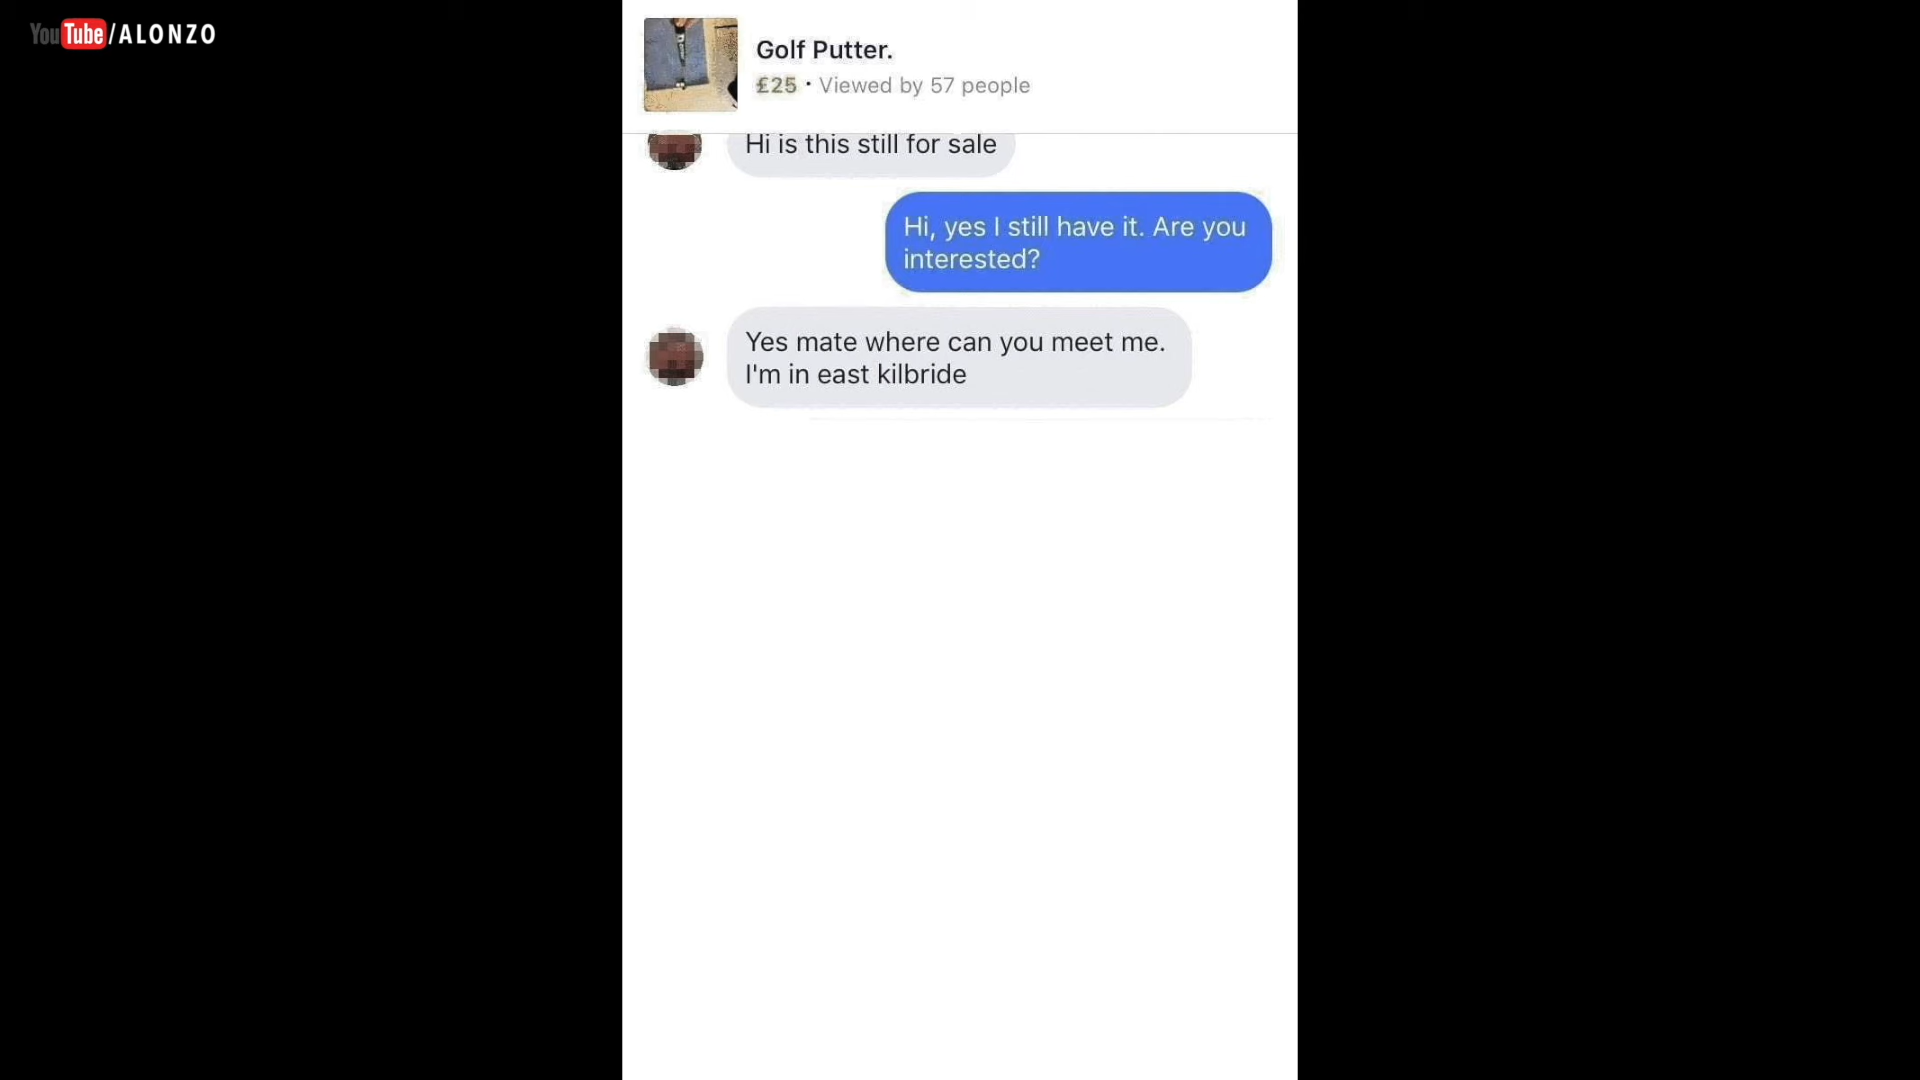 YouTube/ALONZO
Golf Putter.
£25 · Viewed by 57 people
Hi is this still for sale
Hi, yes I still have it. Are you
interested?
Yes mate where can you meet me.
I'm in east kilbride